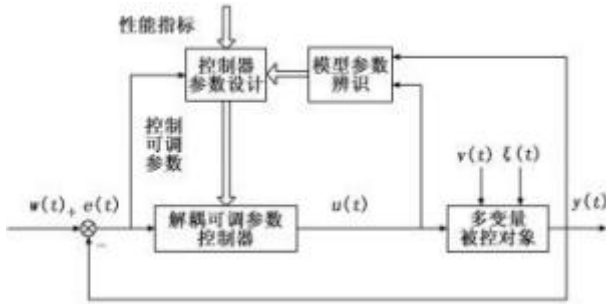 性能指标
控制器
参数设计
模型参数
辨识
控制
可调
参数
v(t) ζ(t)
w(t) + e(t)
−
解耦可调参数
控制器
u(t)
多变量
被控对象
y(t)